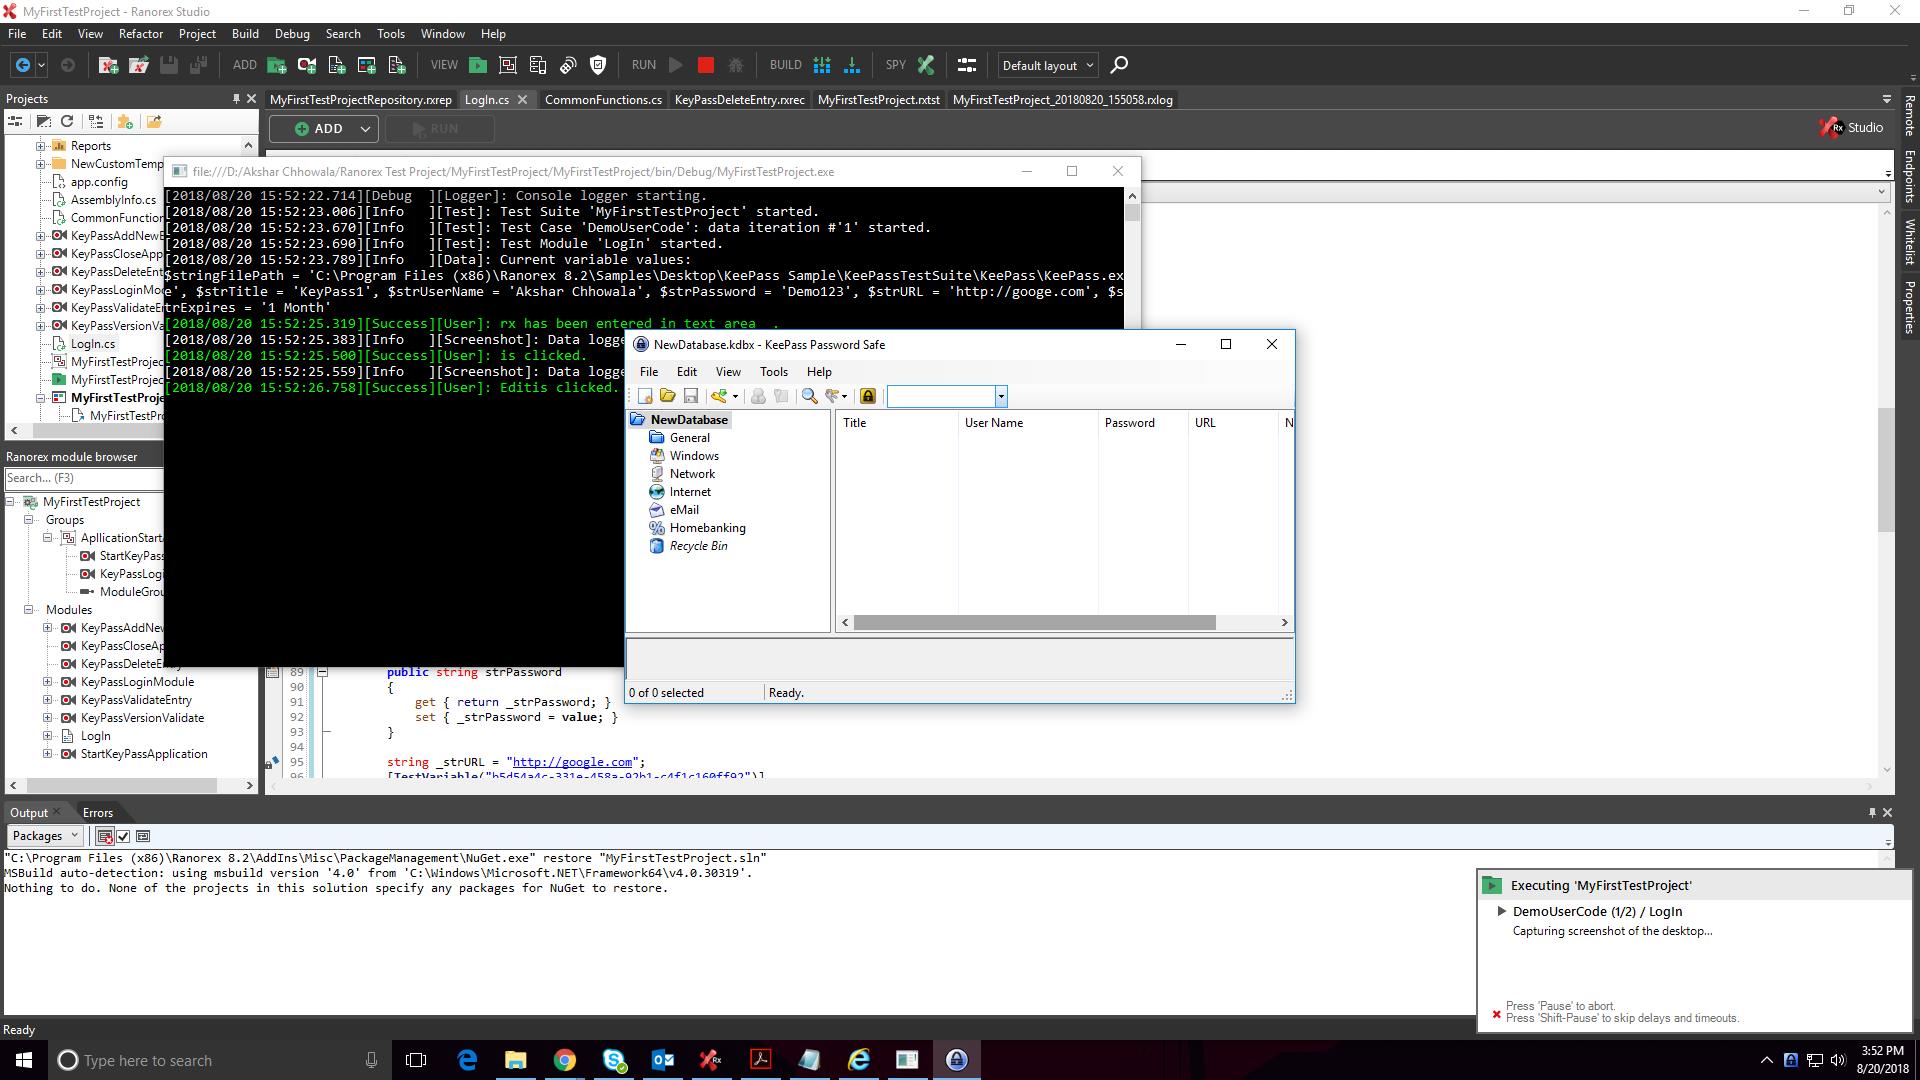 MyFirstTestProject - Ranorex Studio
File Edit View Refactor Project Build Debug Search Tools Window Help
ADD VIEW RUN BUILD SPY Default layout
Projects
MyFirstTestProjectRepository.rxrep LogIn.cs CommonFunctions.cs KeyPassDeleteEntry.rxrec MyFirstTestProject.rxtst MyFirstTestProject_20180820_155058.rxlog
ADD RUN
Rx Studio
Remote
Endpoints
Whitelist
Properties
Reports
NewCustomTemp
app.config
AssemblyInfo.cs
CommonFunction
KeyPassAddNewE
KeyPassCloseApp
KeyPassDeleteEnt
KeyPassLoginMod
KeyPassValidateEr
KeyPassVersionVa
LogIn.cs
MyFirstTestProjec
MyFirstTestProjec
MyFirstTestProj
MyFirstTestPro
file:///D:/Akshar Chhowala/Ranorex Test Project/MyFirstTestProject/MyFirstTestProject/bin/Debug/MyFirstTestProject.exe
[2018/08/20 15:52:22.714][Debug  ][Logger]: Console logger starting.
[2018/08/20 15:52:23.006][Info   ][Test]: Test Suite 'MyFirstTestProject' started.
[2018/08/20 15:52:23.670][Info   ][Test]: Test Case 'DemoUserCode': data iteration #'1' started.
[2018/08/20 15:52:23.690][Info   ][Test]: Test Module 'LogIn' started.
[2018/08/20 15:52:23.789][Info   ][Data]: Current variable values:
$stringFilePath = 'C:\Program Files (x86)\Ranorex 8.2\Samples\Desktop\KeePass Sample\KeePassTestSuite\KeePass\KeePass.ex
e', $strTitle = 'KeyPass1', $strUserName = 'Akshar Chhowala', $strPassword = 'Demo123', $strURL = 'http://googe.com', $s
trExpires = '1 Month'
[2018/08/20 15:52:25.319][Success][User]: rx has been entered in text area  .
[2018/08/20 15:52:25.383][Info   ][Screenshot]: Data logge
[2018/08/20 15:52:25.500][Success][User]: is clicked.
[2018/08/20 15:52:25.559][Info   ][Screenshot]: Data logge
[2018/08/20 15:52:26.758][Success][User]: Editis clicked.
NewDatabase.kdbx - KeePass Password Safe
File Edit View Tools Help
NewDatabase
General
Windows
Network
Internet
eMail
Homebanking
Recycle Bin
Title User Name Password URL N
0 of 0 selected Ready.
Ranorex module browser
Search... (F3)
MyFirstTestProject
Groups
ApllicationStart
StartKeyPass
KeyPassLogi
ModuleGrou
Modules
KeyPassAddNew
KeyPassCloseAp
KeyPassDeleteE
KeyPassLoginModule
KeyPassValidateEntry
KeyPassVersionValidate
LogIn
StartKeyPassApplication
89 public string strPassword
90 {
91 get { return _strPassword; }
92 set { _strPassword = value; }
93 }
94
95 string _strURL = "http://google.com";
96 [TestVariable("b5d54a4c-331e-458a-92b1-c4f1c160ff92")]
Output Errors
Packages
"C:\Program Files (x86)\Ranorex 8.2\AddIns\Misc\PackageManagement\NuGet.exe" restore "MyFirstTestProject.sln"
MSBuild auto-detection: using msbuild version '4.0' from 'C:\Windows\Microsoft.NET\Framework64\v4.0.30319'.
Nothing to do. None of the projects in this solution specify any packages for NuGet to restore.
Executing 'MyFirstTestProject'
DemoUserCode (1/2) / LogIn
Capturing screenshot of the desktop...
Press 'Pause' to abort.
Press 'Shift-Pause' to skip delays and timeouts.
Ready
Type here to search
3:52 PM
8/20/2018